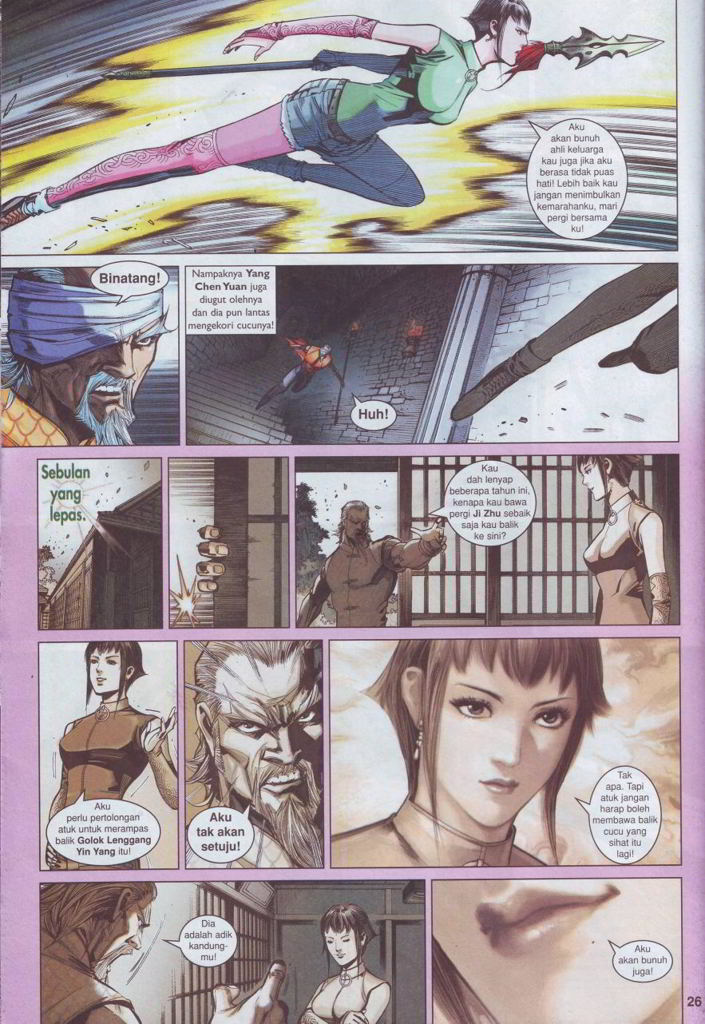 Aku
akan bunuh
ahli keluarga
kau juga jika aku
berasa tidak puas
hati! Lebih baik kau
jangan menimbulkan
kemarahanku, mari
pergi bersama
ku!
Binatang!
Nampaknya Yang
Chen Yuan juga
diugut olehnya
dan dia pun lantas
mengekori cucunya!
Huh!
Sebulan
yang
lepas.
Kau
dah lenyap
beberapa tahun ini,
kenapa kau bawa
pergi Ji Zhu sebaik
saja kau balik
ke sini?
Aku
perlu pertolongan
atuk untuk merampas
balik Golok Lenggang
Yin Yang itu!
Aku
tak akan
setuju!
Tak
apa. Tapi
atuk jangan
harap boleh
membawa balik
cucu yang
sihat itu
lagi!
Dia
adalah adik
kandung-
mu!
Aku
akan bunuh
juga!
26